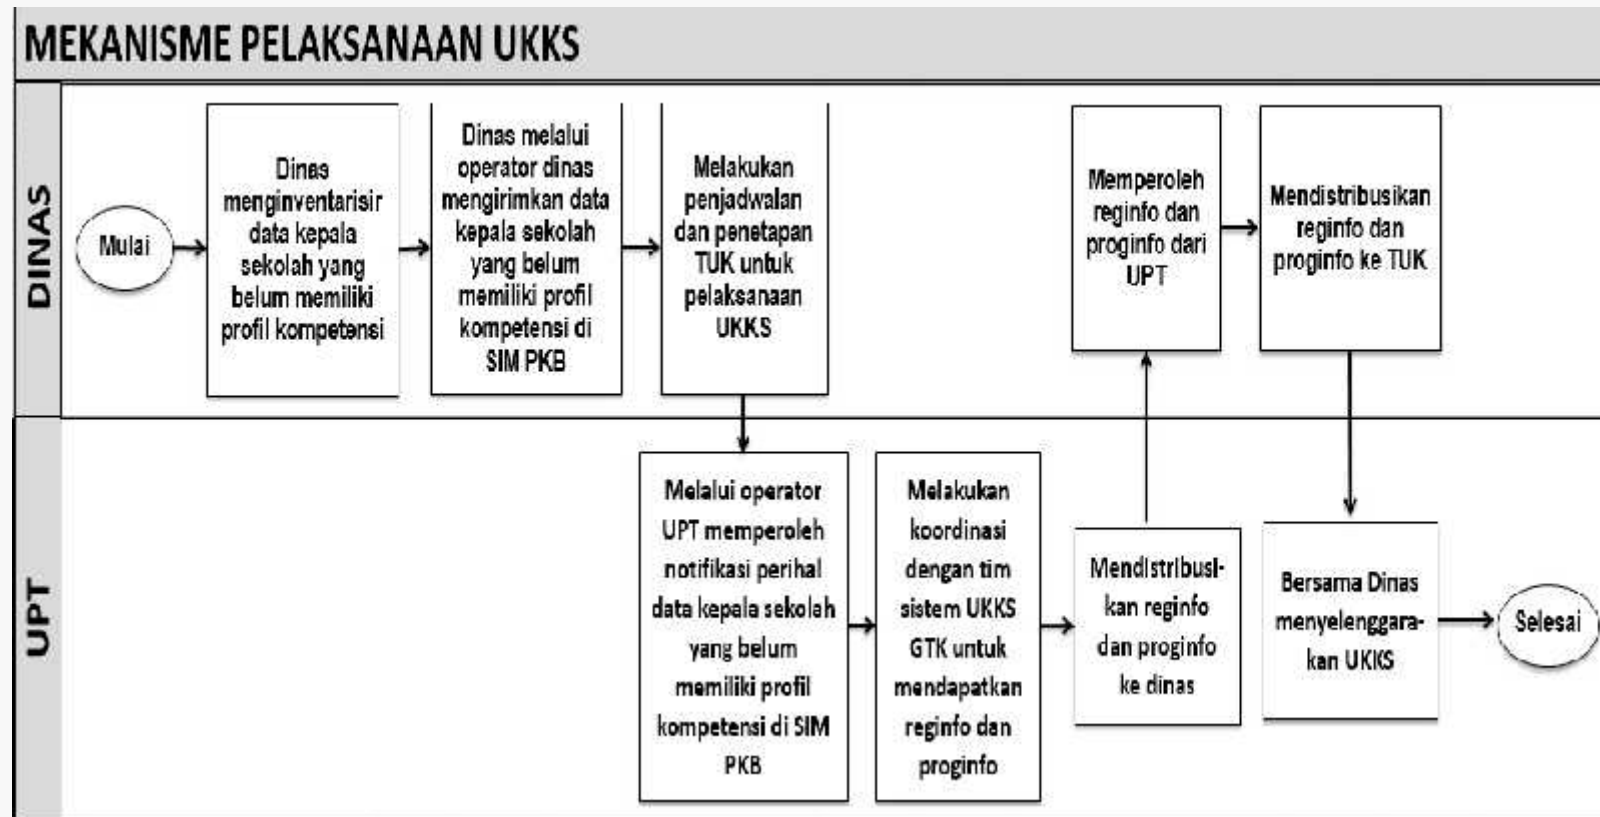 MEKANISME PELAKSANAAN UKKS
DINAS
Mulai
Dinas
menginventarisir
data kepala
sekolah yang
belum memiliki
profil kompetensi
Dinas melalui
operator dinas
mengirimkan data
kepala sekolah
yang belum
memiliki profil
kompetensi di
SIM PKB
Melakukan
penjadwalan
dan penetapan
TUK untuk
pelaksanaan
UKKS
Memperoleh
reginfo dan
proginfo dari
UPT
Mendistribusikan
reginfo dan
proginfo ke TUK
UPT
Melalui operator
UPT memperoleh
notifikasi perihal
data kepala sekolah
yang belum
memiliki profil
kompetensi di SIM
PKB
Melakukan
koordinasi
dengan tim
sistem UKKS
GTK untuk
mendapatkan
reginfo dan
proginfo
Mendistribusi-
kan reginfo
dan proginfo
ke dinas
Bersama Dinas
menyelenggara-
kan UKKS
Selesai